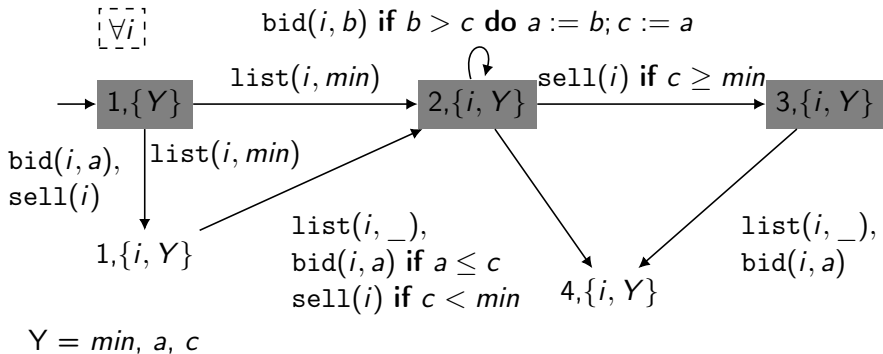 ∀i
bid(i, b) if b > c do a := b; c := a
list(i, min)
sell(i) if c ≥ min
1,{Y}
2,{i, Y}
3,{i, Y}
bid(i, a),
sell(i)
list(i, min)
1,{i, Y}
list(i, _),
bid(i, a) if a ≤ c
sell(i) if c < min
4,{i, Y}
list(i, _),
bid(i, a)
Y = min, a, c